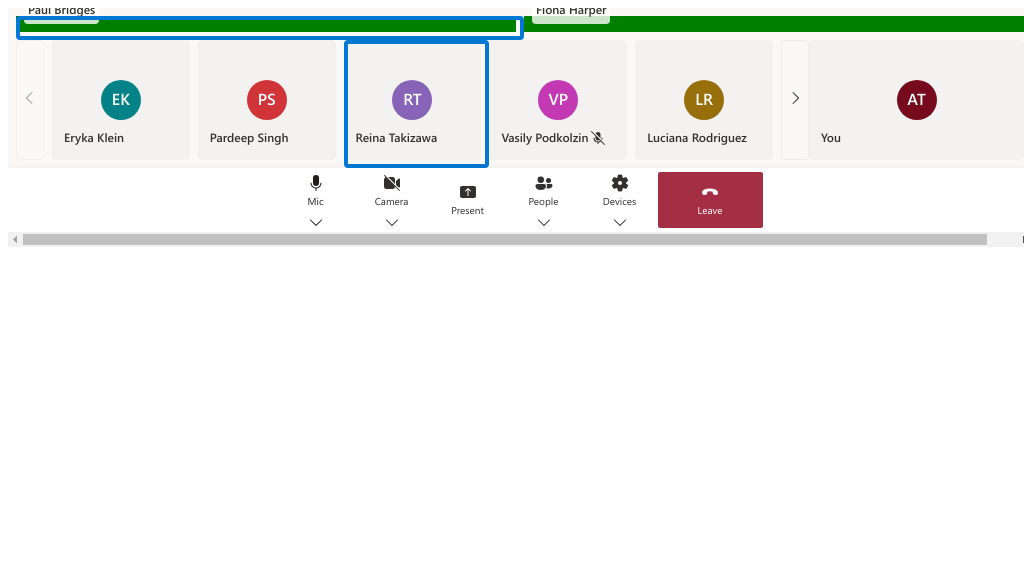 Paul Bridges
Fiona Harper
EK
PS
RT
VP
LR
AT
Eryka Klein
Pardeep Singh
Reina Takizawa
Vasily Podkolzin
Luciana Rodriguez
You
Mic
Camera
Present
People
Devices
Leave